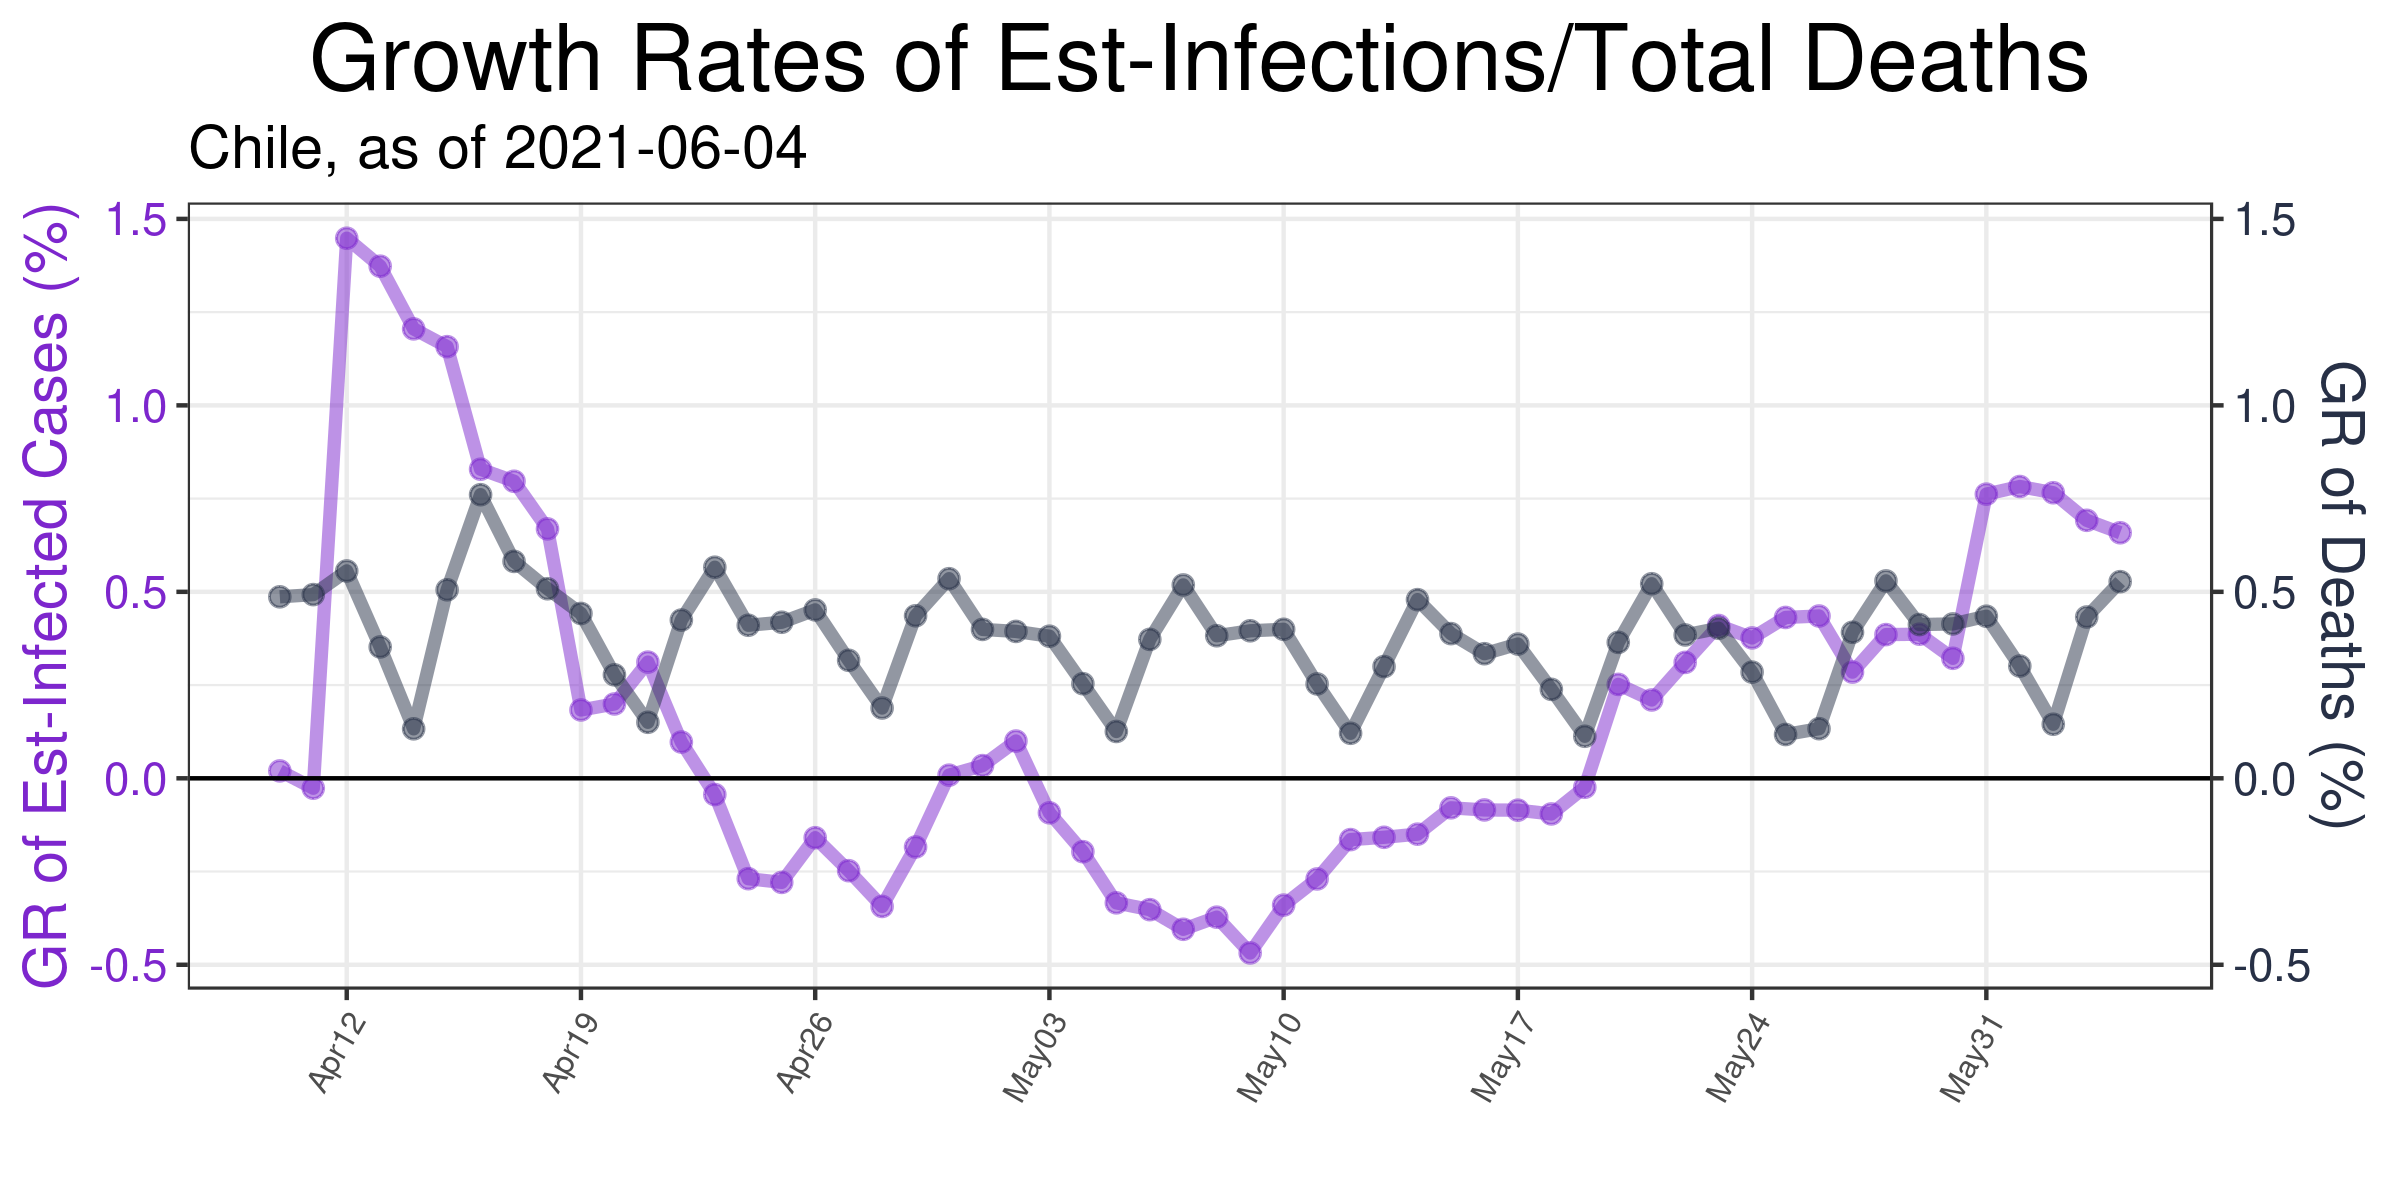 Growth Rates of Est-Infections/Total Deaths
Chile, as of 2021-06-04
GR of Est-Infected Cases (%)
1.5
1.0
0.5
0.0
-0.5
1.5
1.0
0.5
0.0
-0.5
GR of Deaths (%)
Apr12
Apr19
Apr26
May03
May10
May17
May24
May31